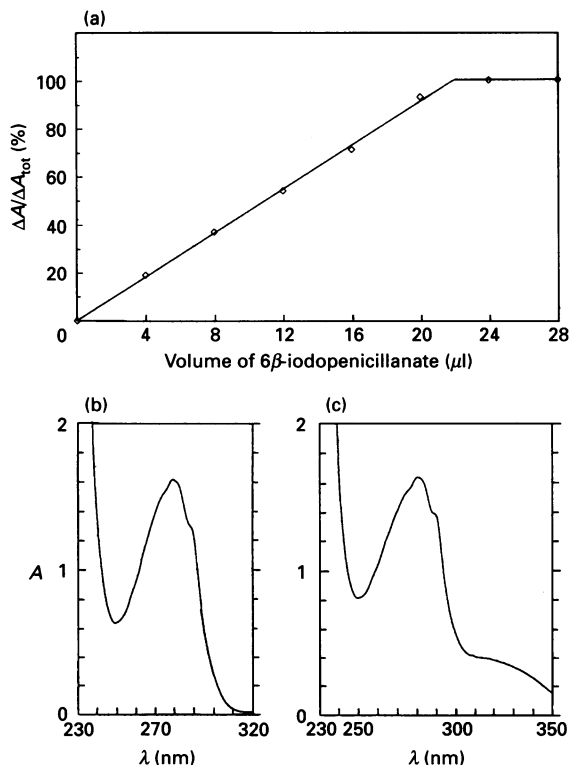 (a)
ΔA/ΔA_tot (%)
100
80
60
40
20
0
4 8 12 16 20 24 28
Volume of 6β-iodopenicillanate (μl)
(b) (c)
2 2
A 1 1
0 0
230 270 320 230 250 300 350
λ (nm) λ (nm)